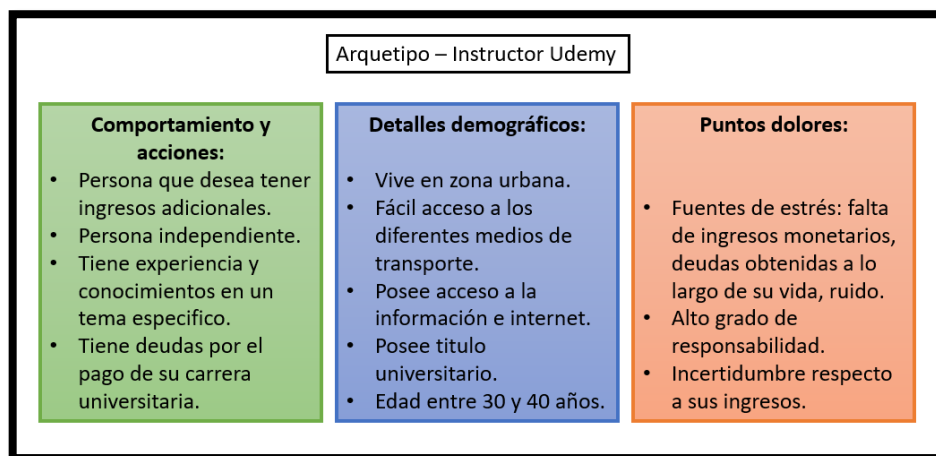 Arquetipo – Instructor Udemy
Comportamiento y
acciones:
• Persona que desea tener
ingresos adicionales.
• Persona independiente.
• Tiene experiencia y
conocimientos en un
tema especifico.
• Tiene deudas por el
pago de su carrera
universitaria.
Detalles demográficos:
• Vive en zona urbana.
• Fácil acceso a los
diferentes medios de
transporte.
• Posee acceso a la
información e internet.
• Posee titulo
universitario.
• Edad entre 30 y 40 años.
Puntos dolores:
• Fuentes de estrés: falta
de ingresos monetarios,
deudas obtenidas a lo
largo de su vida, ruido.
• Alto grado de
responsabilidad.
• Incertidumbre respecto
a sus ingresos.